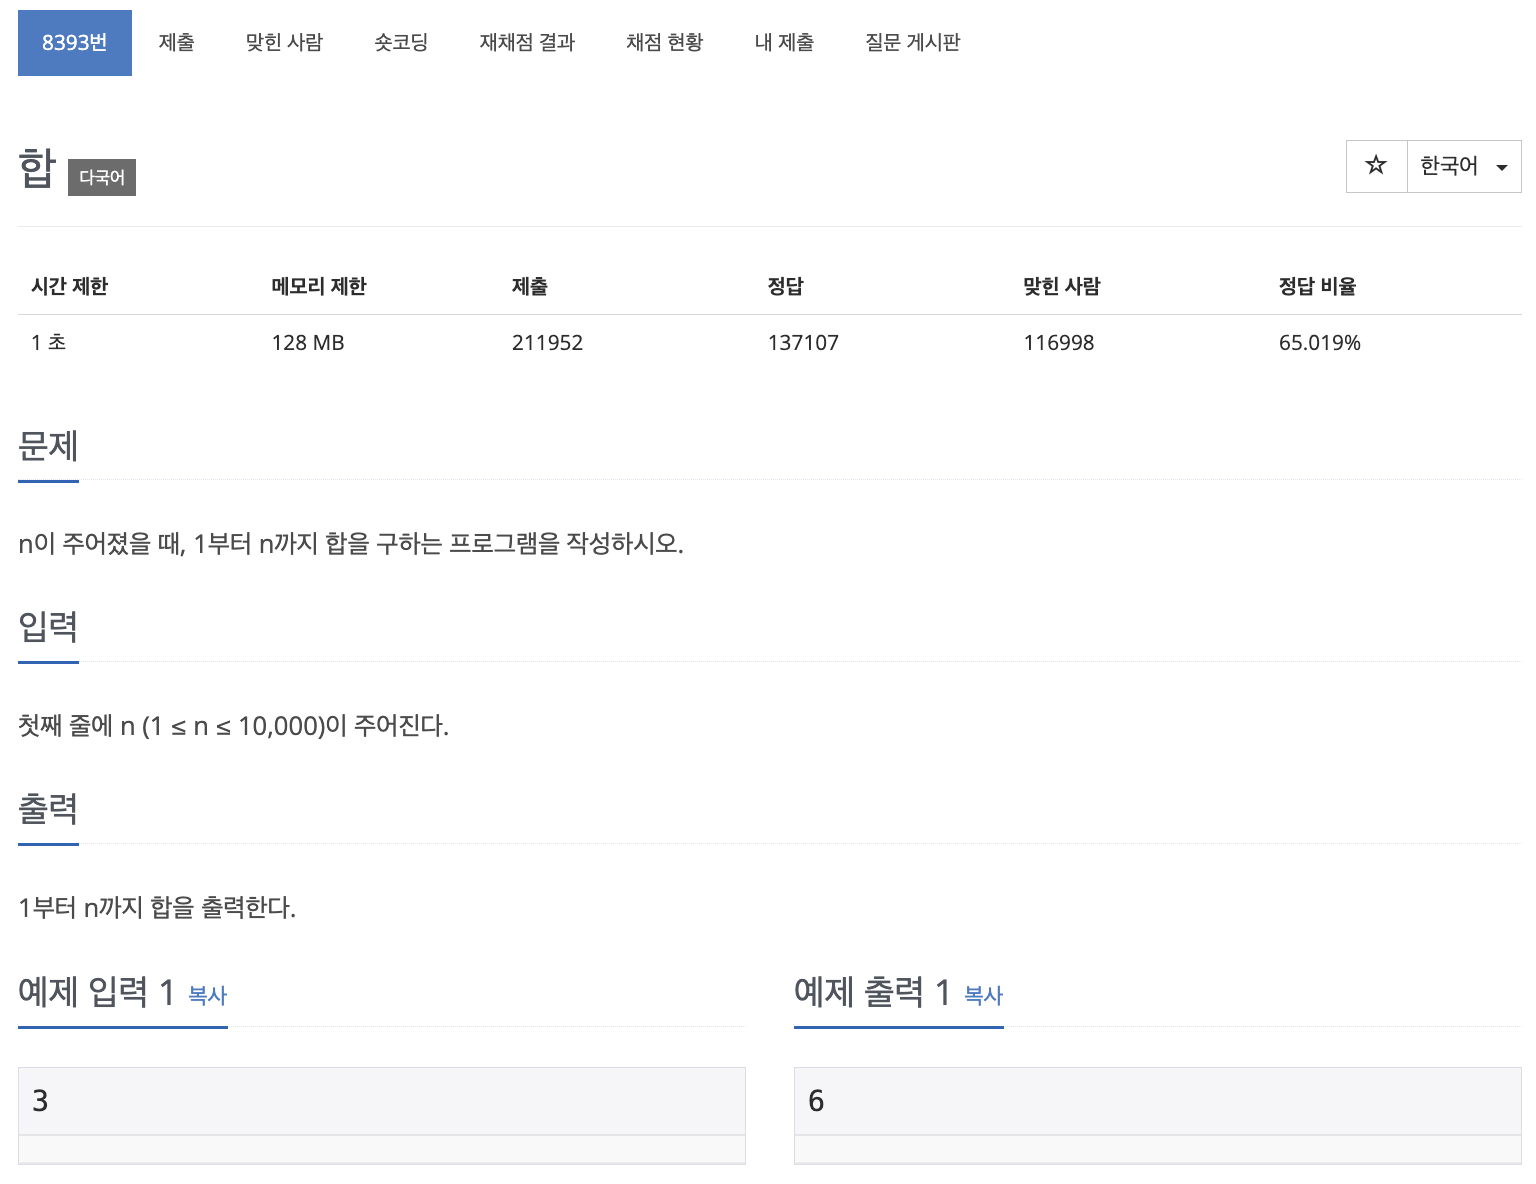 8393번 제출 맞힌 사람 숏코딩 재채점 결과 채점 현황 내 제출 질문 게시판
합 다국어 ☆ 한국어
시간 제한 메모리 제한 제출 정답 맞힌 사람 정답 비율
1 초 128 MB 211952 137107 116998 65.019%
문제
n이 주어졌을 때, 1부터 n까지 합을 구하는 프로그램을 작성하시오.
입력
첫째 줄에 n (1 ≤ n ≤ 10,000)이 주어진다.
출력
1부터 n까지 합을 출력한다.
예제 입력 1 복사 예제 출력 1 복사
3 6